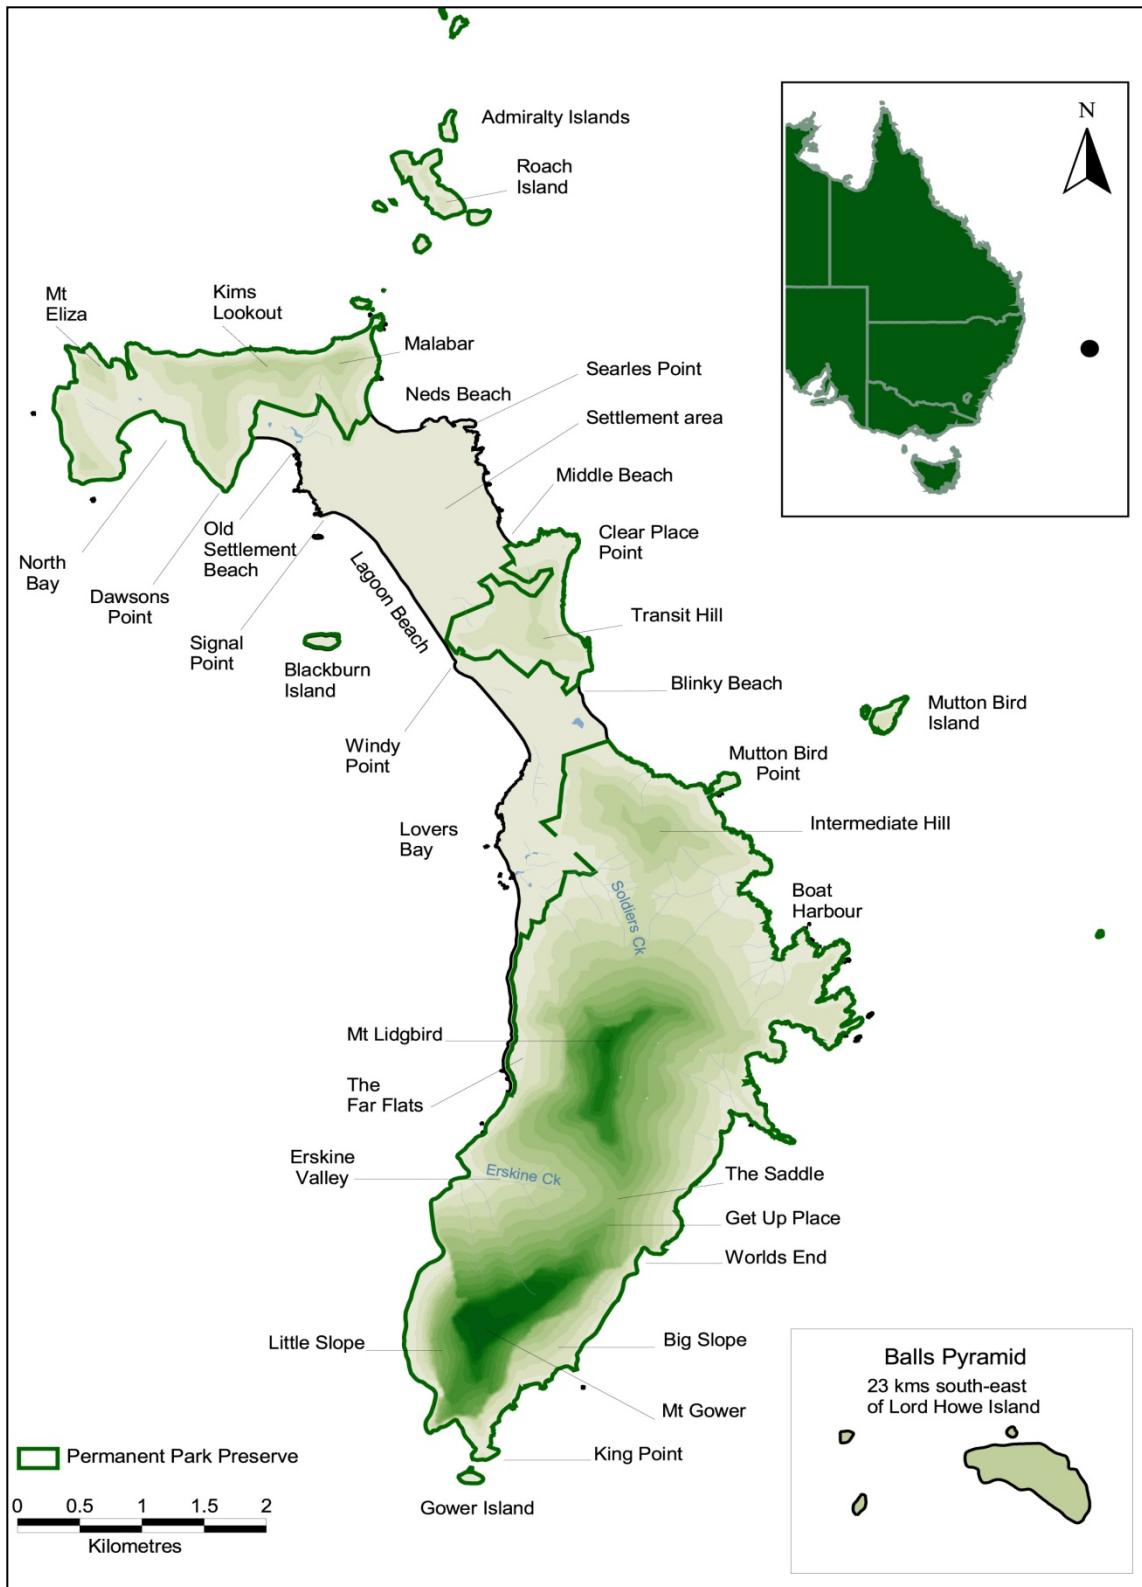 Admiralty Islands
N
Roach
Island
Mt
Eliza
Kims
Lookout
Malabar
Searles Point
Neds Beach
Settlement area
Middle Beach
Clear Place
Point
Old
Settlement
Beach
North
Bay
Dawsons
Point
Lagoon Beach
Transit Hill
Signal
Point
Blackburn
Island
Blinky Beach
Mutton Bird
Island
Windy
Point
Mutton Bird
Point
Lovers
Bay
Intermediate Hill
Soldiers Ck
Boat
Harbour
Mt Lidgbird
The
Far Flats
Erskine
Valley
Erskine Ck
The Saddle
Get Up Place
Worlds End
Little Slope
Big Slope
Mt Gower
King Point
Gower Island
Balls Pyramid
23 kms south-east
of Lord Howe Island
Permanent Park Preserve
0 0.5 1 1.5 2
Kilometres